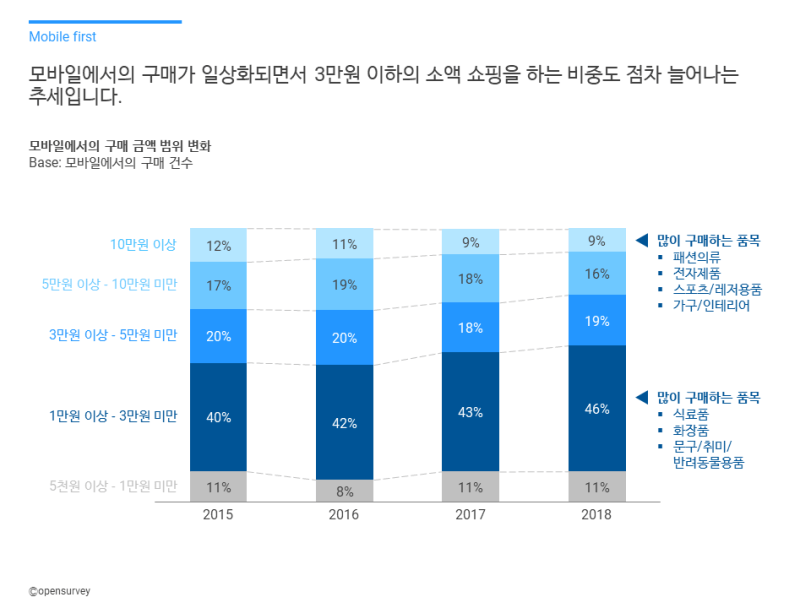 Mobile first
모바일에서의 구매가 일상화되면서 3만원 이하의 소액 쇼핑을 하는 비중도 점차 늘어나는
추세입니다.
모바일에서의 구매 금액 범위 변화
Base: 모바일에서의 구매 건수
10만원 이상
12%
11%
9%
9%
5만원 이상 - 10만원 미만
17%
19%
18%
16%
3만원 이상 - 5만원 미만
20%
20%
18%
19%
1만원 이상 - 3만원 미만
40%
42%
43%
46%
5천원 이상 - 1만원 미만
11%
8%
11%
11%
2015
2016
2017
2018
많이 구매하는 품목
패션의류
전자제품
스포츠/레저용품
가구/인테리어
많이 구매하는 품목
식료품
화장품
문구/취미/
반려동물용품
©opensurvey